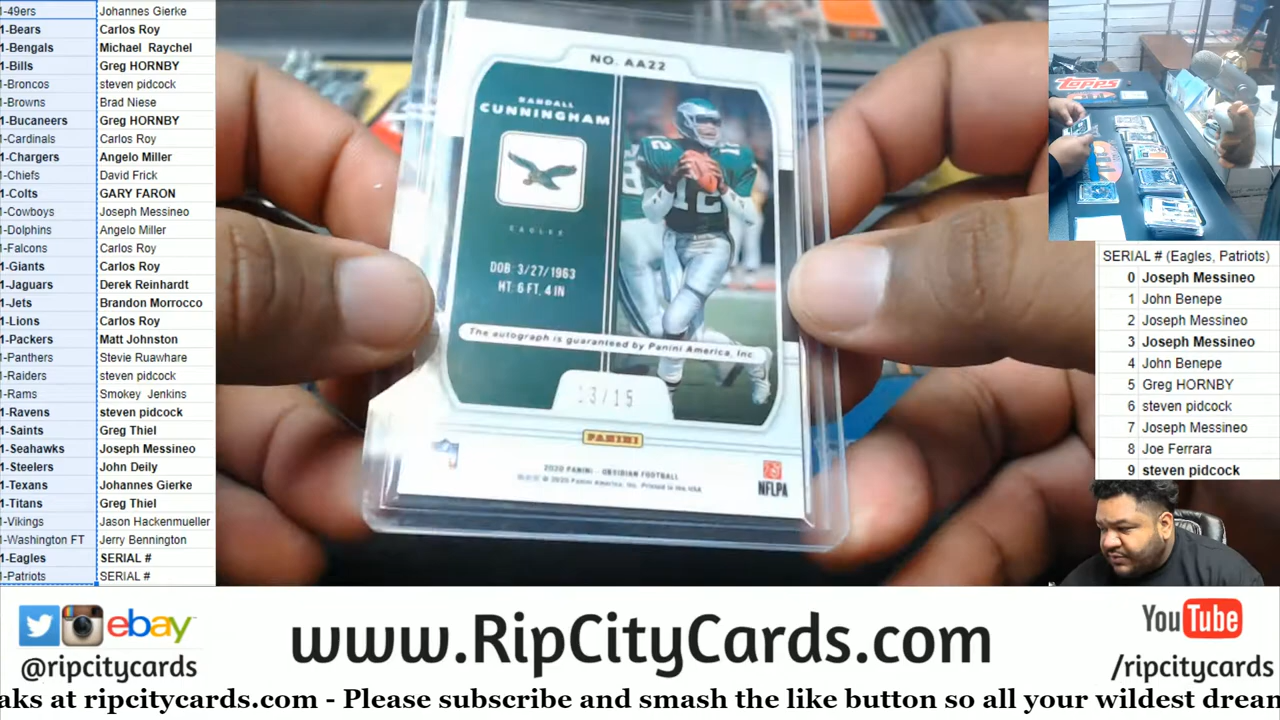 1-49ers Johannes Gierke
1-Bears Carlos Roy
1-Bengals Michael Raychel
1-Bills Greg HORNBY
1-Broncos steven pidcock
1-Browns Brad Niese
1-Bucaneers Greg HORNBY
1-Cardinals Carlos Roy
1-Chargers Angelo Miller
1-Chiefs David Frick
1-Colts GARY FARON
1-Cowboys Joseph Messineo
1-Dolphins Angelo Miller
1-Falcons Carlos Roy
1-Giants Carlos Roy
1-Jaguars Derek Reinhardt
1-Jets Brandon Morrocco
1-Lions Carlos Roy
1-Packers Matt Johnston
1-Panthers Stevie Ruawhare
1-Raiders steven pidcock
1-Rams Smokey Jenkins
1-Ravens steven pidcock
1-Saints Greg Thiel
1-Seahawks Joseph Messineo
1-Steelers John Deily
1-Texans Johannes Gierke
1-Titans Greg Thiel
1-Vikings Jason Hackenmueller
1-Washington FT Jerry Bennington
1-Eagles SERIAL #
1-Patriots SERIAL #
NO. AA22
RANDALL
CUNNINGHAM
EAGLES
DOB: 3/27/1963
HT: 6 FT, 4 IN
12
The autograph is guaranteed by Panini America, Inc.
13/15
PANINI
2020 PANINI - OBSIDIAN FOOTBALL
© 2020 Panini America, Inc. Printed in the USA
NFLPA
Topps
SERIAL # (Eagles, Patriots)
0 Joseph Messineo
1 John Benepe
2 Joseph Messineo
3 Joseph Messineo
4 John Benepe
5 Greg HORNBY
6 steven pidcock
7 Joseph Messineo
8 Joe Ferrara
9 steven pidcock
ebay
@ripcitycards
www.RipCityCards.com
YouTube
/ripcitycards
aks at ripcitycards.com - Please subscribe and smash the like button so all your wildest drean